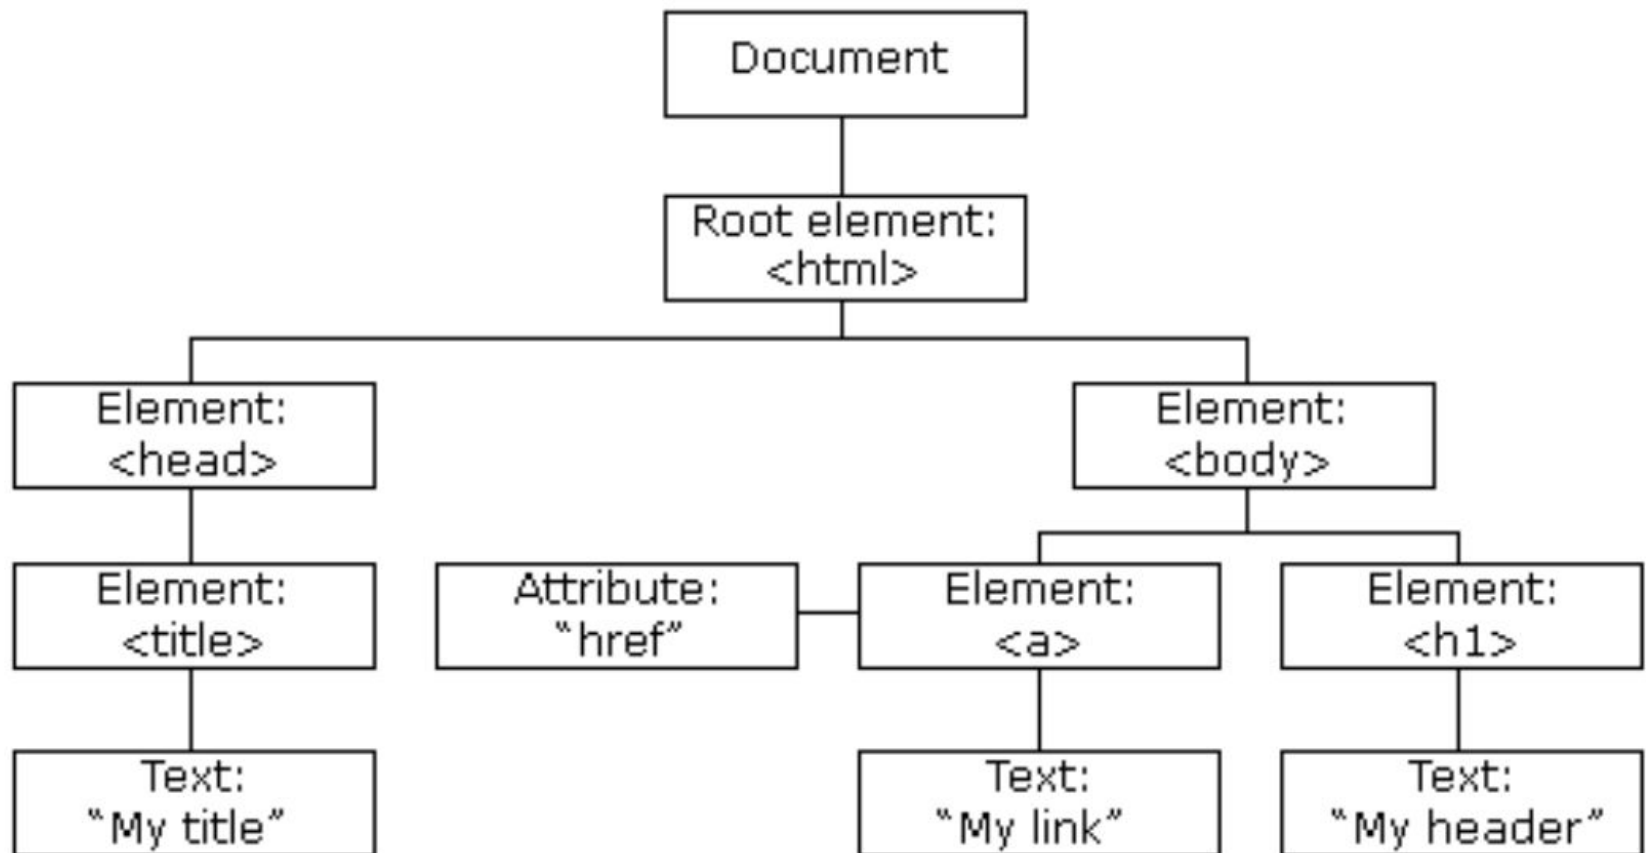 Document
Root element:
<html>
Element:
<head>
Element:
<body>
Element:
<title>
Attribute:
“href”
Element:
<a>
Element:
<h1>
Text:
“My title”
Text:
“My link”
Text:
“My header”